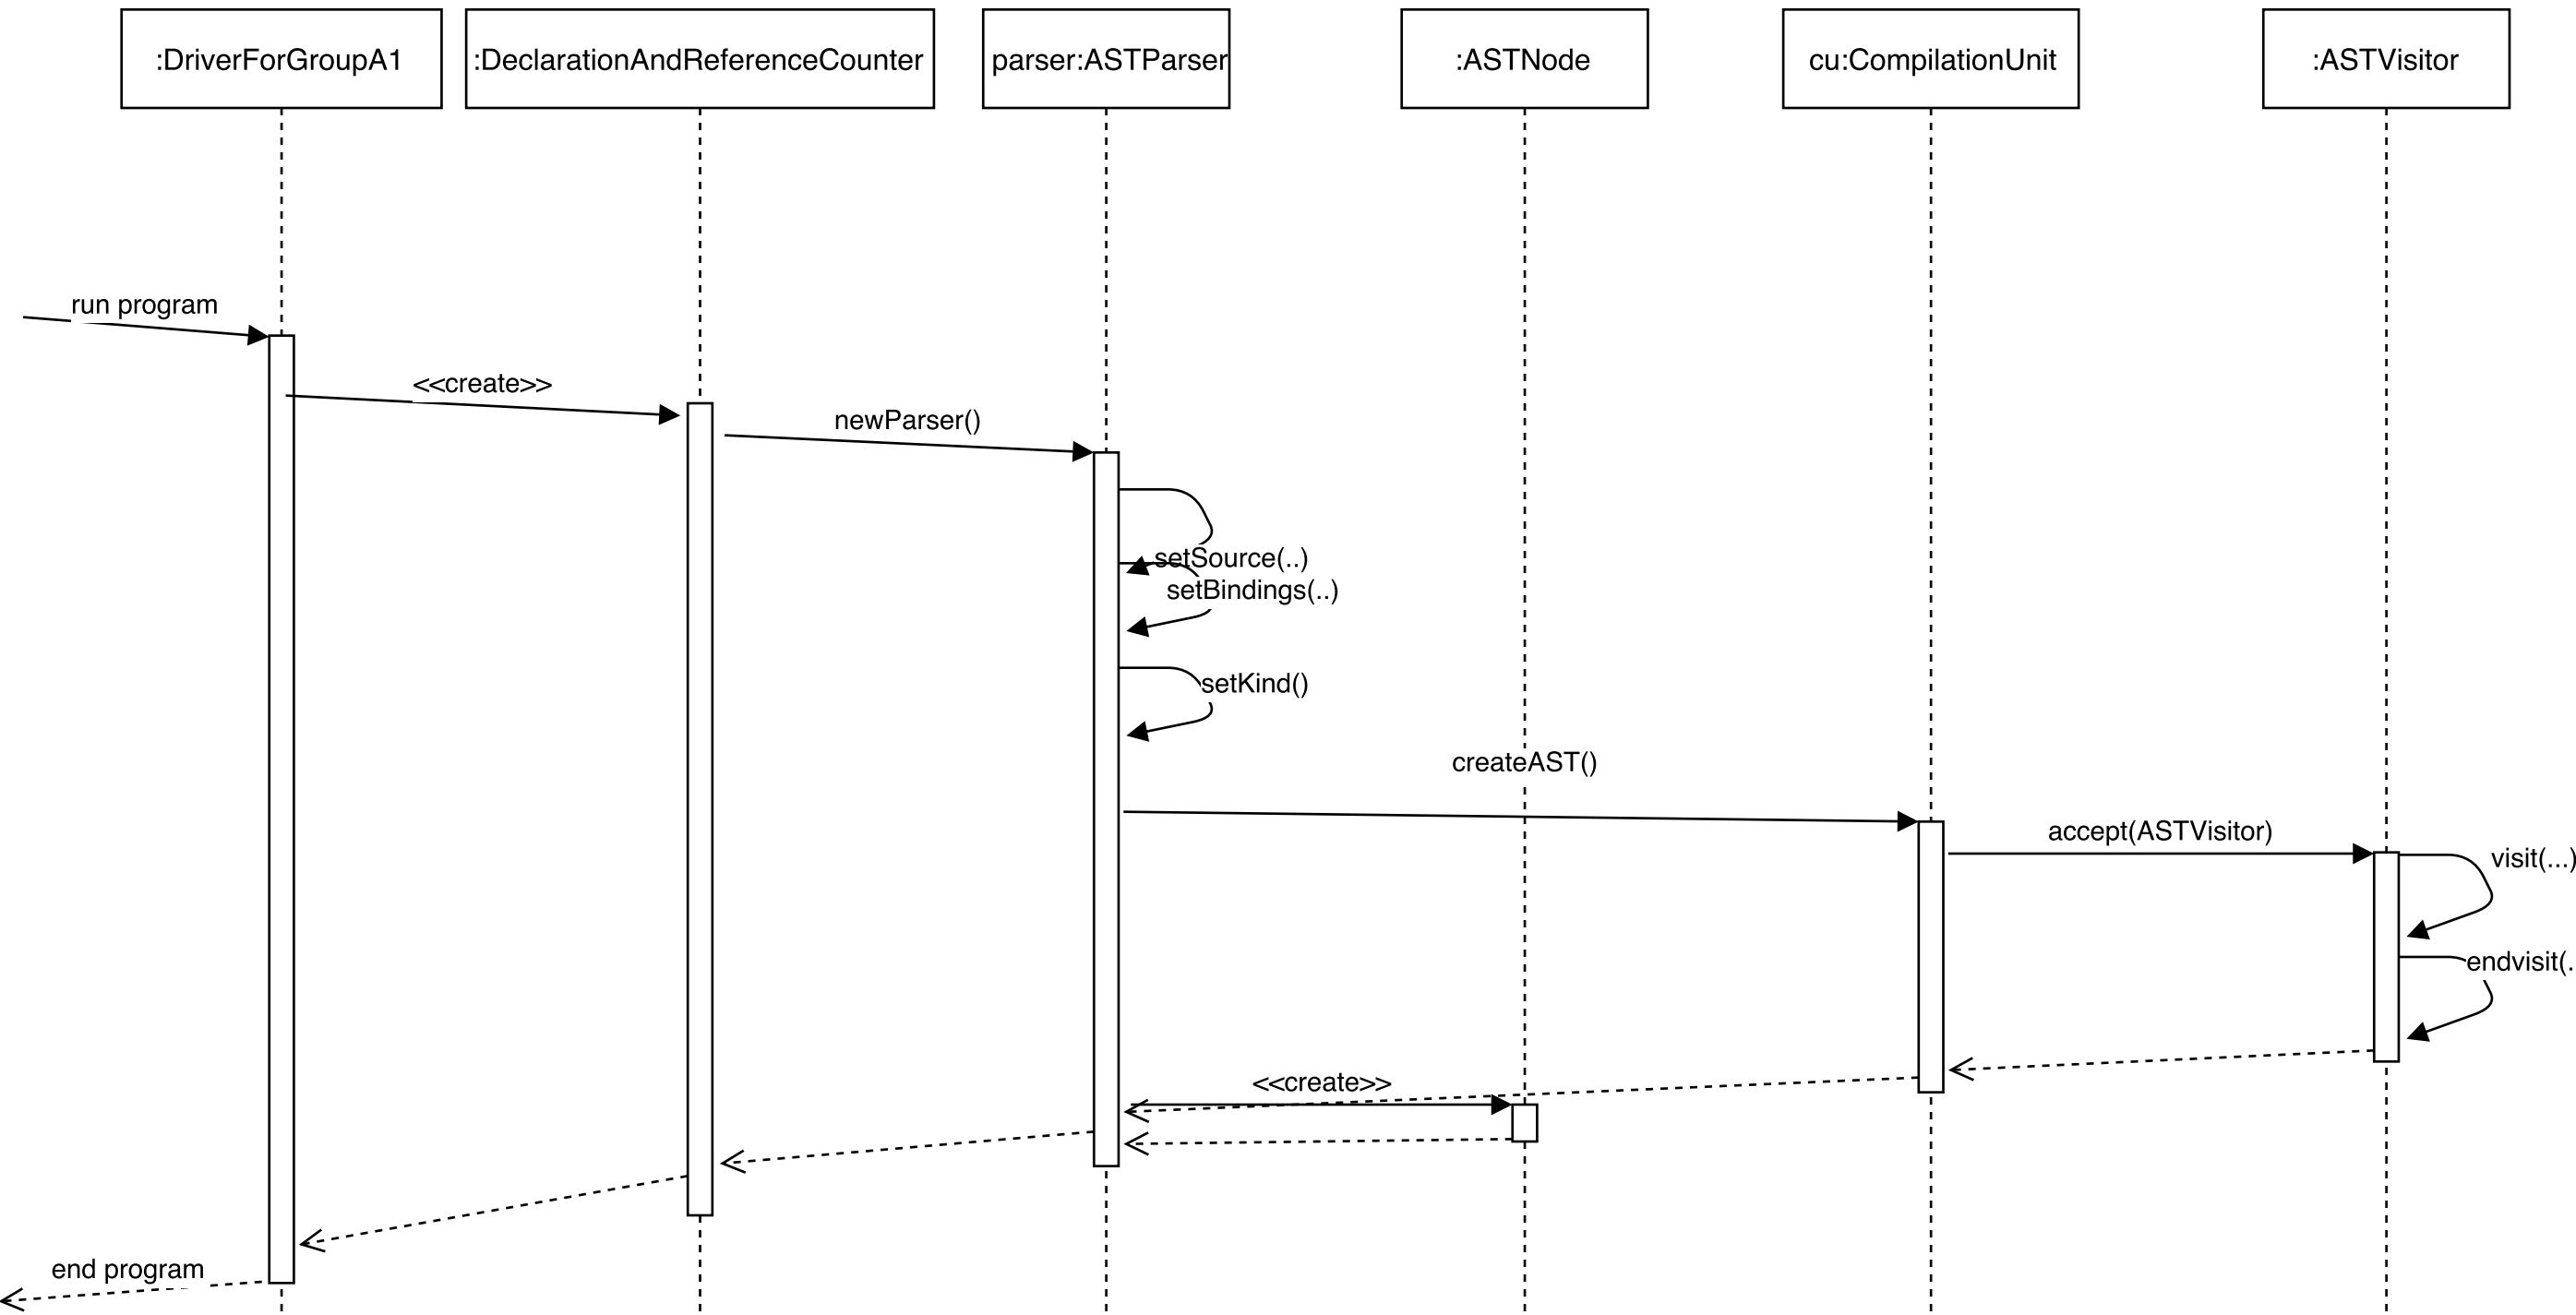 :DriverForGroupA1
:DeclarationAndReferenceCounter
parser:ASTParser
:ASTNode
cu:CompilationUnit
:ASTVisitor
run program
<<create>>
newParser()
setSource(..)
setBindings(..)
setKind()
createAST()
accept(ASTVisitor)
visit(...)
endvisit(.
<<create>>
end program